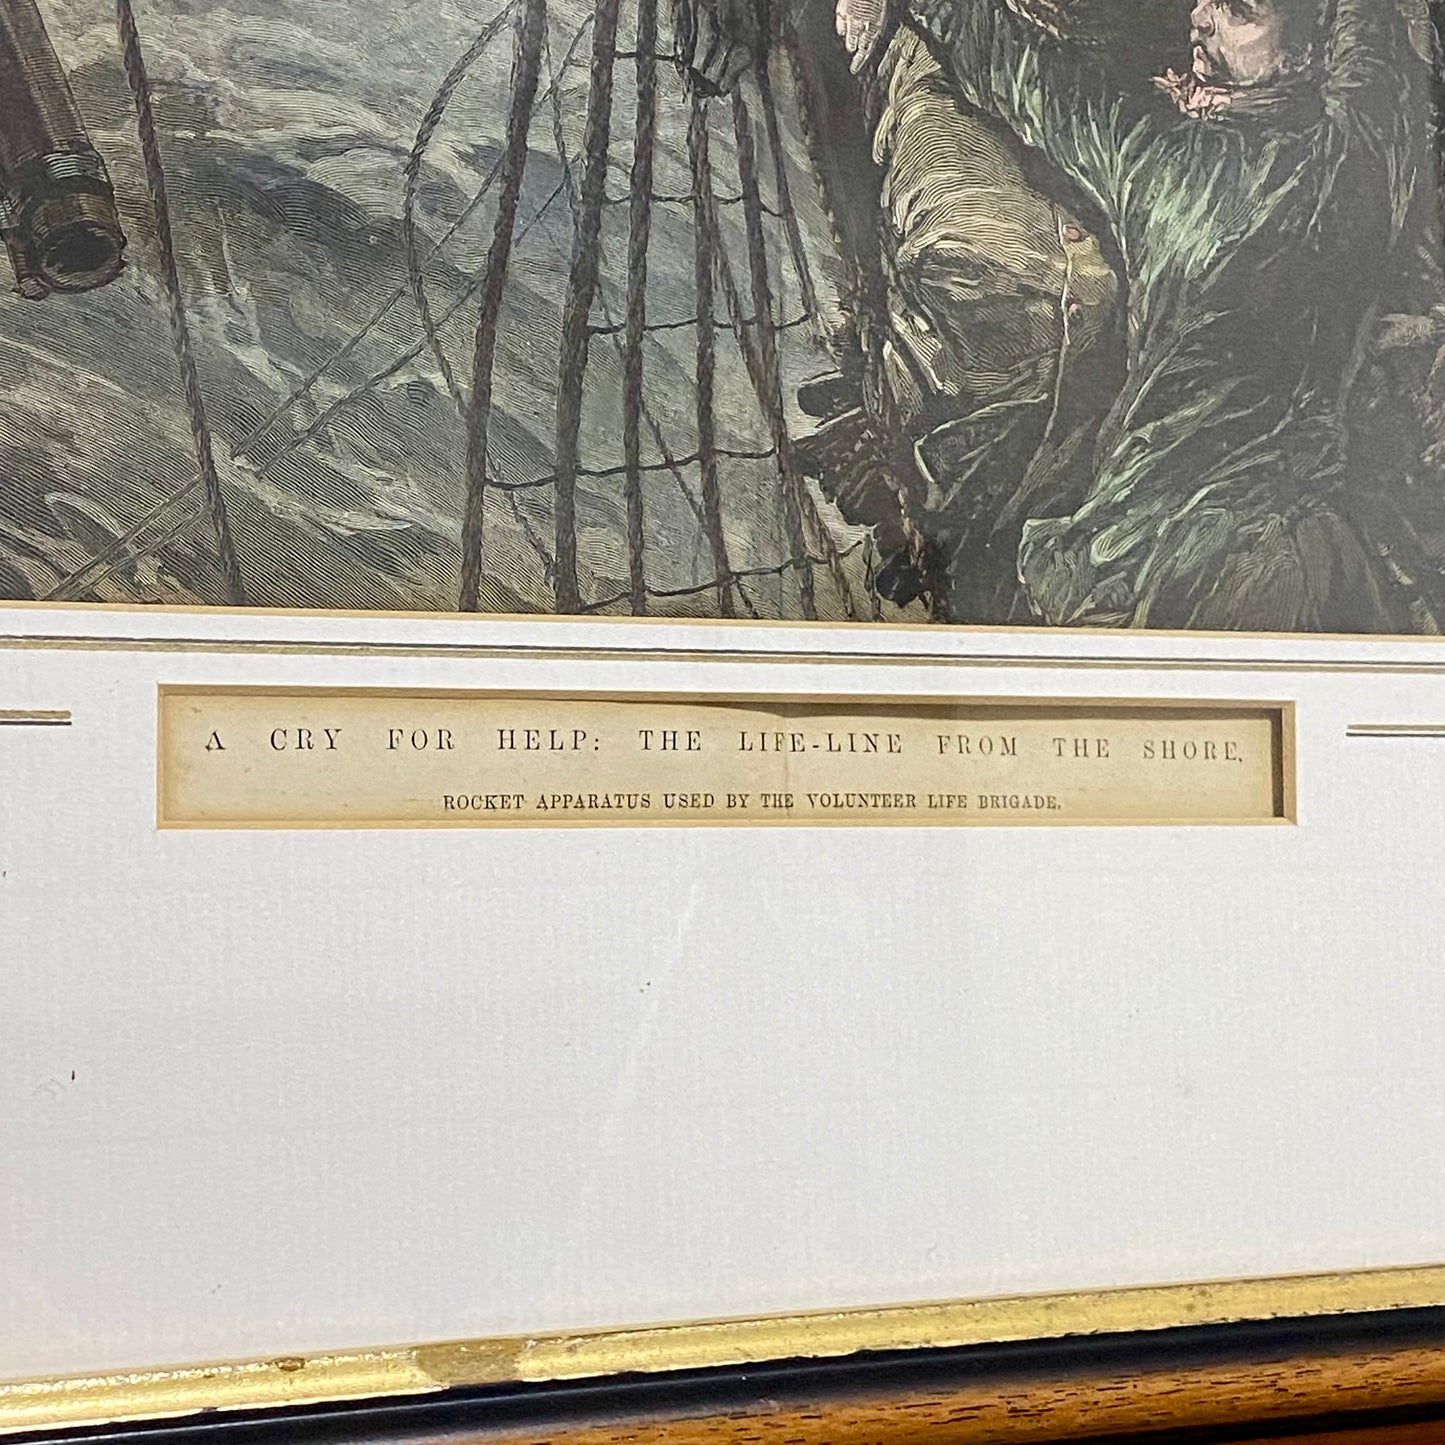 A CRY FOR HELP: THE LIFE-LINE FROM THE SHORE,
ROCKET APPARATUS USED BY THE VOLUNTEER LIFE BRIGADE.